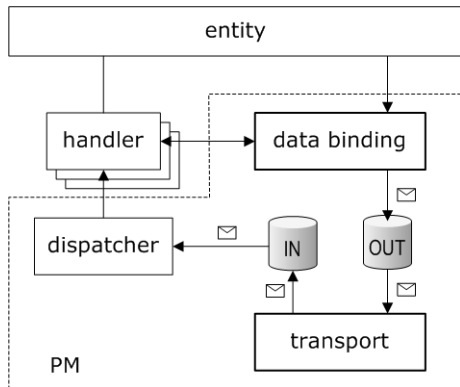 entity
handler
data binding
dispatcher
IN
OUT
transport
PM